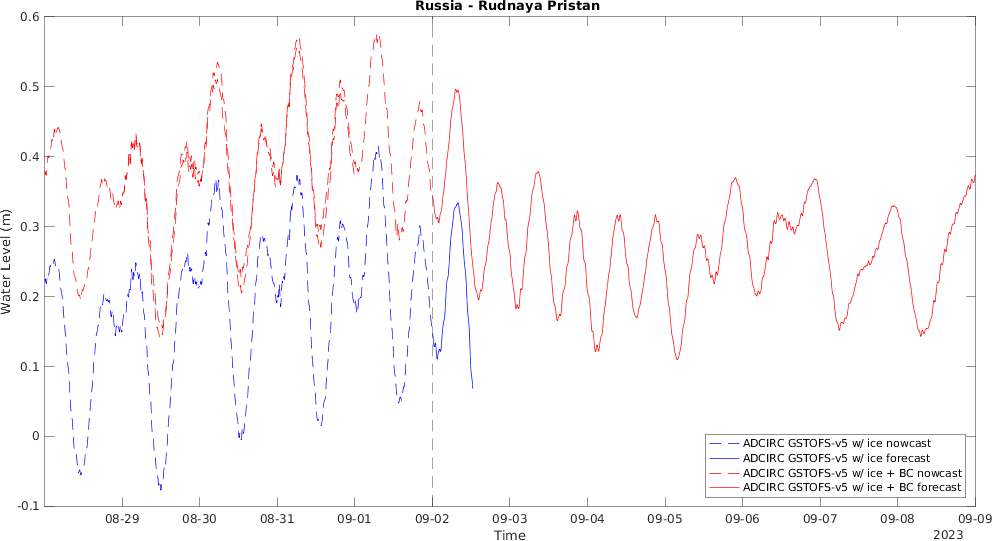 Russia - Rudnaya Pristan
0.6
0.5
0.4
0.3
0.2
0.1
0
-0.1
Water Level (m)
ADCIRC GSTOFS-v5 w/ ice nowcast
ADCIRC GSTOFS-v5 w/ ice forecast
ADCIRC GSTOFS-v5 w/ ice + BC nowcast
ADCIRC GSTOFS-v5 w/ ice + BC forecast
08-29 08-30 08-31 09-01 09-02 09-03 09-04 09-05 09-06 09-07 09-08 09-09
Time
2023